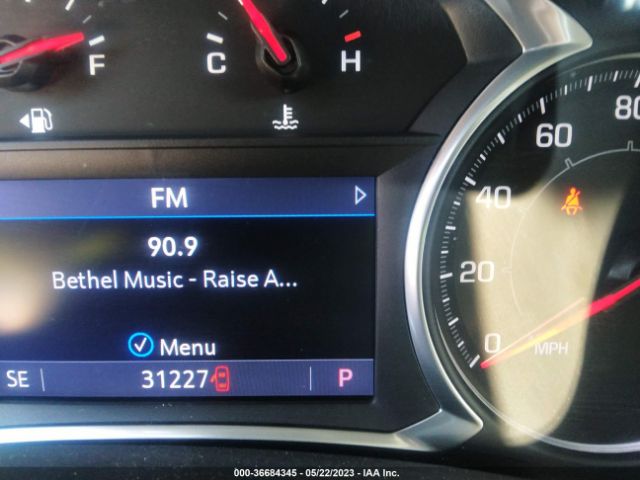 F
C
H
80
60
40
20
0
MPH
FM
90.9
Bethel Music - Raise A...
Menu
SE
31227
P
000-36684345 - 05/22/2023 - IAA Inc.